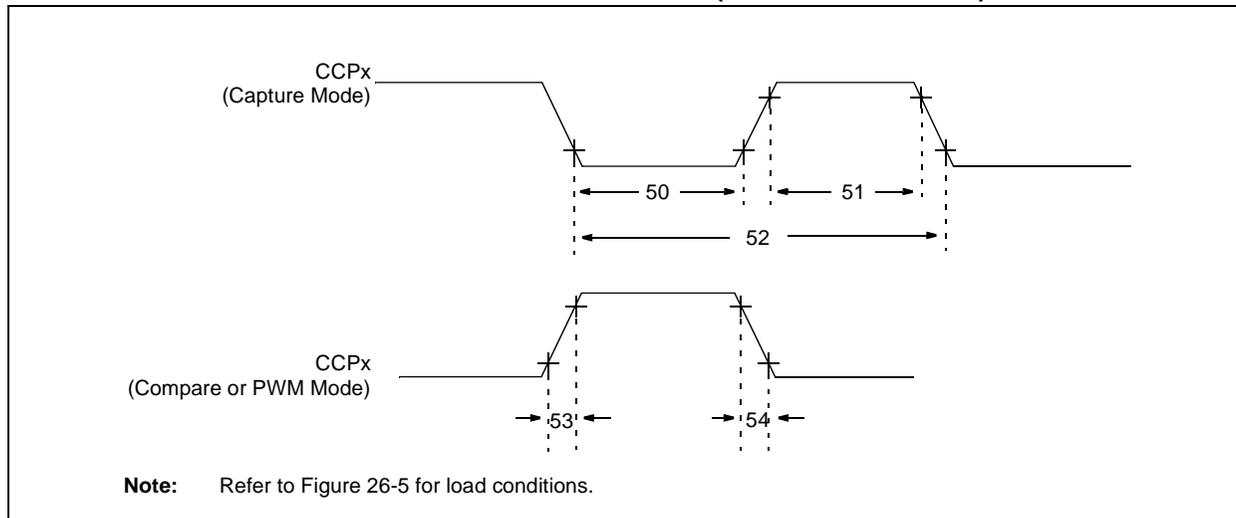 CCPx
(Capture Mode)
50
51
52
CCPx
(Compare or PWM Mode)
53
54
Note: Refer to Figure 26-5 for load conditions.